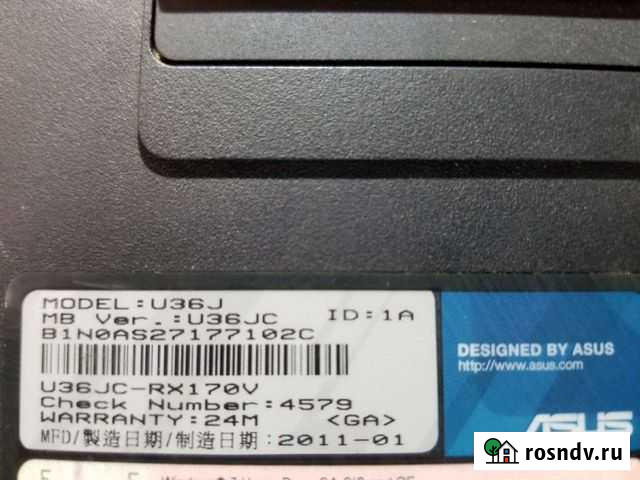 MODEL:U36J
MB Ver.:U36JC ID:1A
B1N0AS27177102C
U36JC-RX170V
Check Number:4579
WARRANTY:24M <GA>
MFD/製造日期/制造日期:2011-01
DESIGNED BY ASUS
http://www.asus.com
ASUS
rosndv.ru